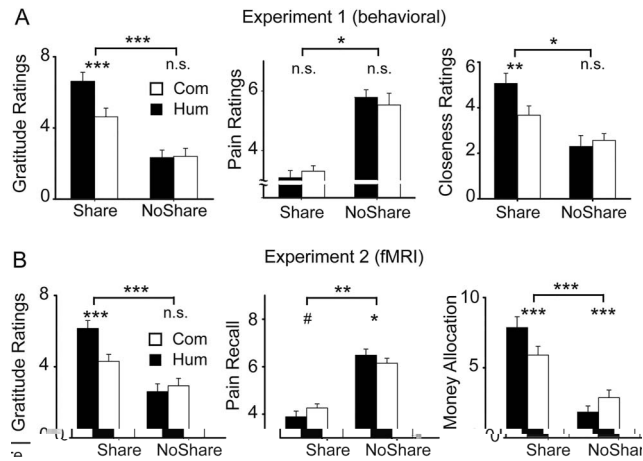 A
Experiment 1 (behavioral)
Gratitude Ratings
8
4
0
***
***
n.s.
Com
Hum
Share
NoShare
Pain Ratings
6
4
*
n.s.
n.s.
Share
NoShare
Closeness Ratings
6
4
2
0
*
**
n.s.
Share
NoShare
B
Experiment 2 (fMRI)
Gratitude Ratings
8
4
***
***
n.s.
Com
Hum
Share
NoShare
Pain Recall
8
6
4
**
#
*
Share
NoShare
Money Allocation
10
5
***
***
***
Share
NoShare